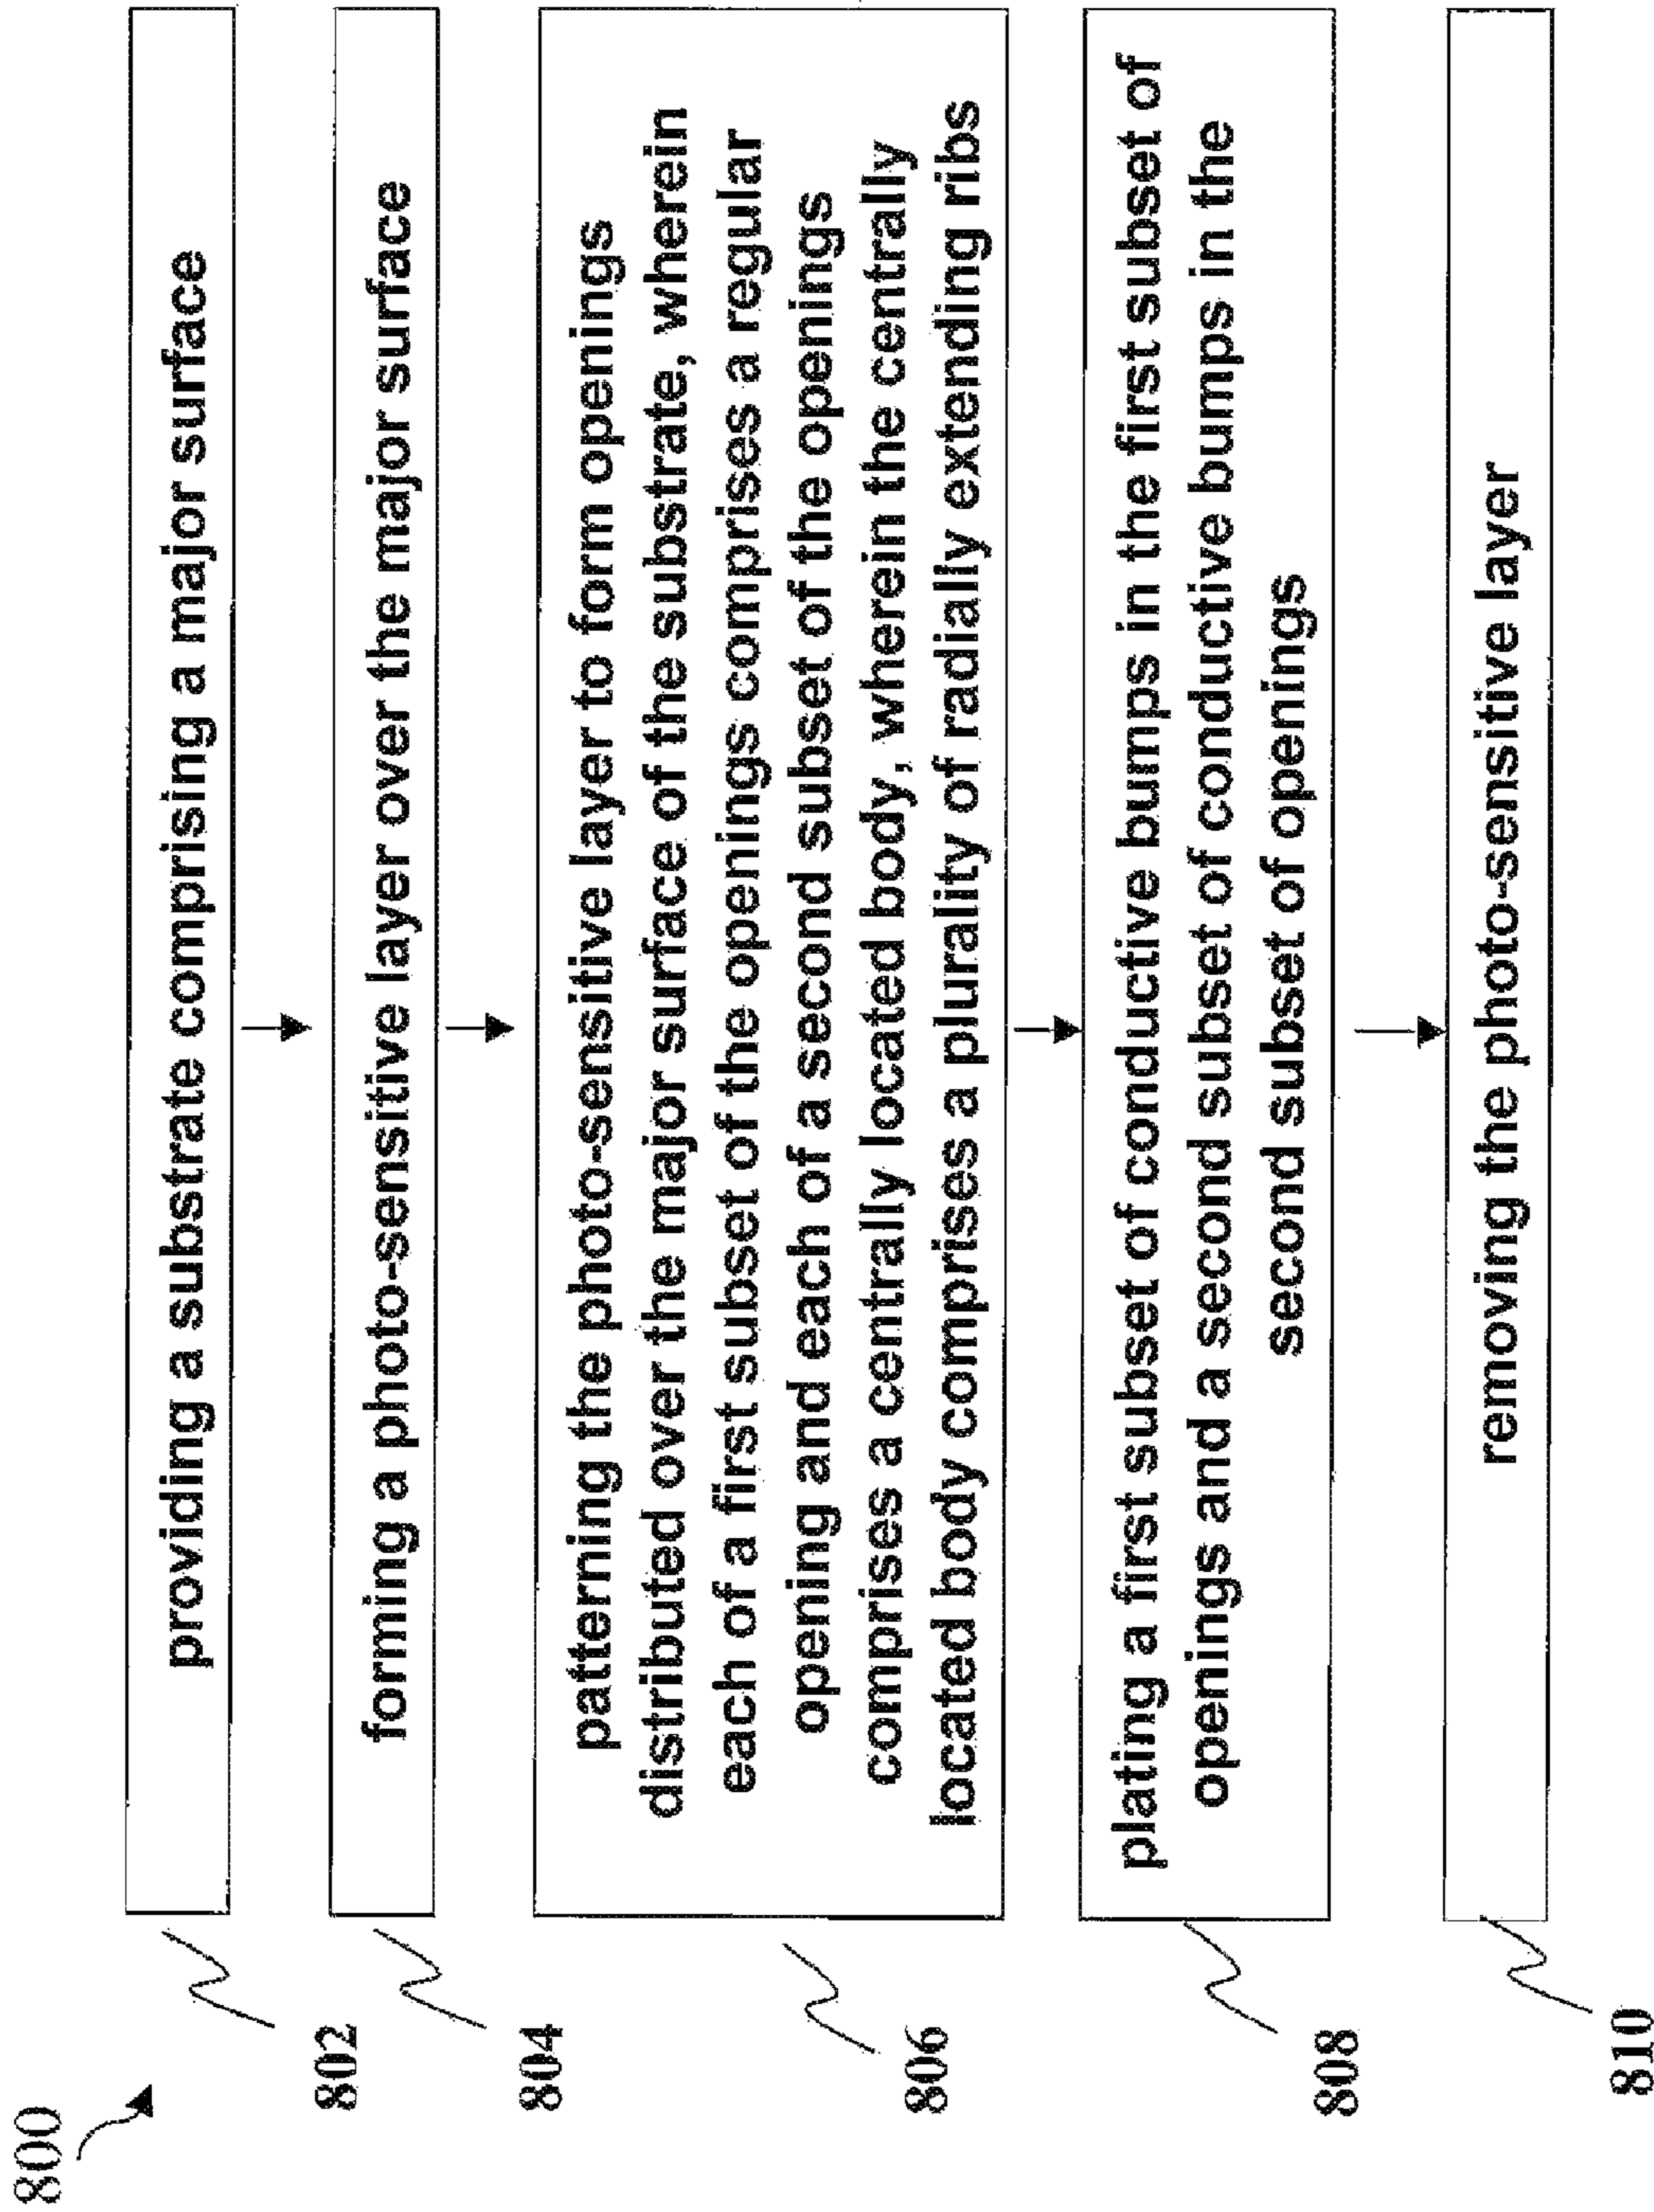 800
802
providing a substrate comprising a major surface
804
forming a photo-sensitive layer over the major surface
806
patterning the photo-sensitive layer to form openings
distributed over the major surface of the substrate, wherein
each of a first subset of the openings comprises a regular
opening and each of a second subset of the openings
comprises a centrally located body, wherein the centrally
located body comprises a plurality of radially extending ribs
808
plating a first subset of conductive bumps in the first subset of
openings and a second subset of conductive bumps in the
second subset of openings
810
removing the photo-sensitive layer